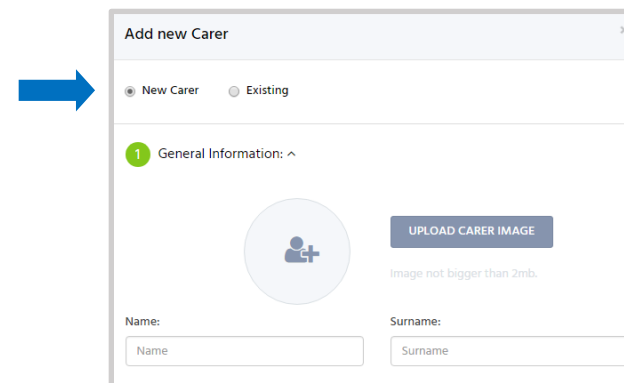 Add new Carer
New Carer Existing
1 General Information:
UPLOAD CARER IMAGE
Image not bigger than 2mb.
Name: Surname:
Name Surname